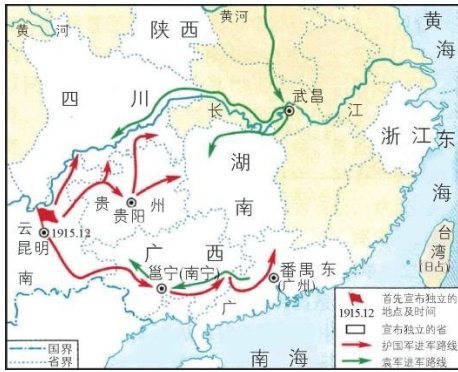 黄河
陕西
黄河
黄
海
四川
武昌
长
江
浙江
东
海
湖
南
贵州
贵阳
云
南
昆明
1915.12
广西
邕宁(南宁)
番禺
(广州)
广
东
台
湾
(日占)
南海
国界
省界
首先宣布独立的
1915.12 地点及时间
宣布独立的省
护国军进军路线
袁军进军路线